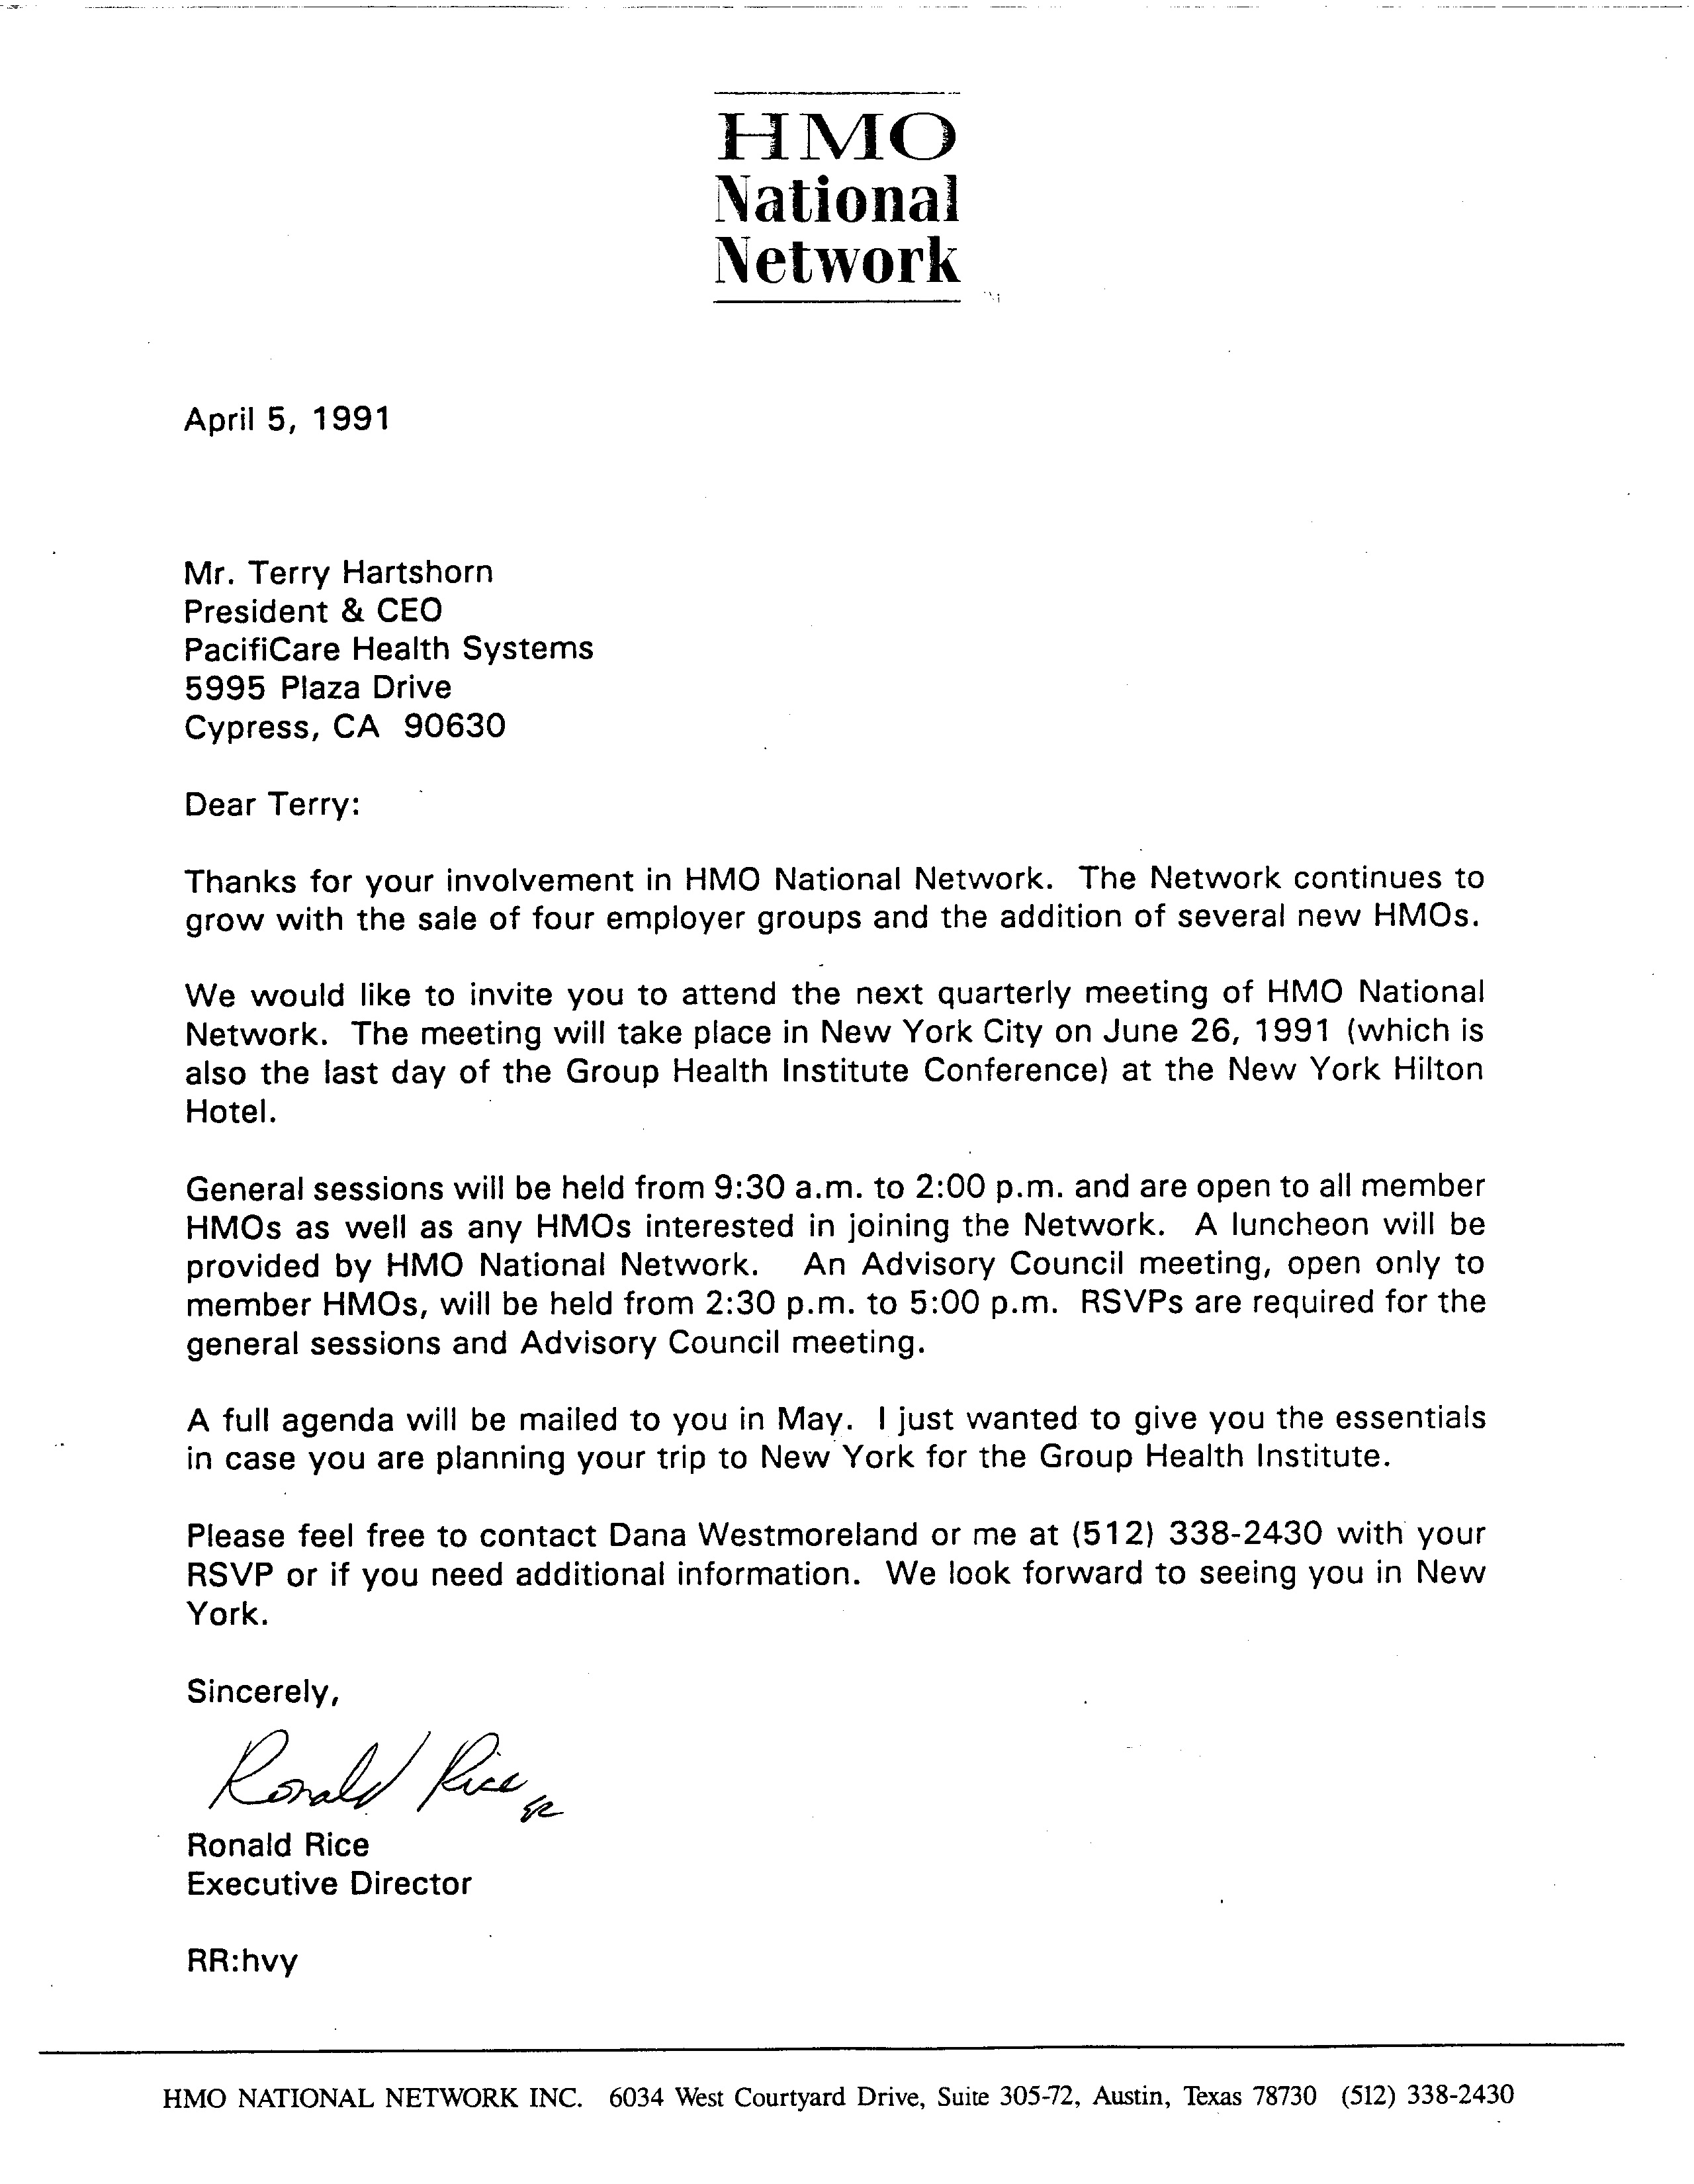 HMO
National
Network
April 5, 1991
Mr. Terry Hartshorn
President & CEO
PacifiCare Health Systems
5995 Plaza Drive
Cypress, CA 90630
Dear Terry:
Thanks for your involvement in HMO National Network. The Network continues to
grow with the sale of four employer groups and the addition of several new HMOs.
We would like to invite you to attend the next quarterly meeting of HMO National
Network. The meeting will take place in New York City on June 26, 1991 (which is
also the last day of the Group Health Institute Conference) at the New York Hilton
Hotel.
General sessions will be held from 9:30 a.m. to 2:00 p.m. and are open to all member
HMOs as well as any HMOs interested in joining the Network. A luncheon will be
provided by HMO National Network. An Advisory Council meeting, open only to
member HMOs, will be held from 2:30 p.m. to 5:00 p.m. RSVPs are required for the
general sessions and Advisory Council meeting.
A full agenda will be mailed to you in May. I just wanted to give you the essentials
in case you are planning your trip to New York for the Group Health Institute.
Please feel free to contact Dana Westmoreland or me at (512) 338-2430 with your
RSVP or if you need additional information. We look forward to seeing you in New
York.
Sincerely,
Ronald Rice
Ronald Rice
Executive Director
RR:hvy
HMO NATIONAL NETWORK INC. 6034 West Courtyard Drive, Suite 305-72, Austin, Texas 78730 (512) 338-2430